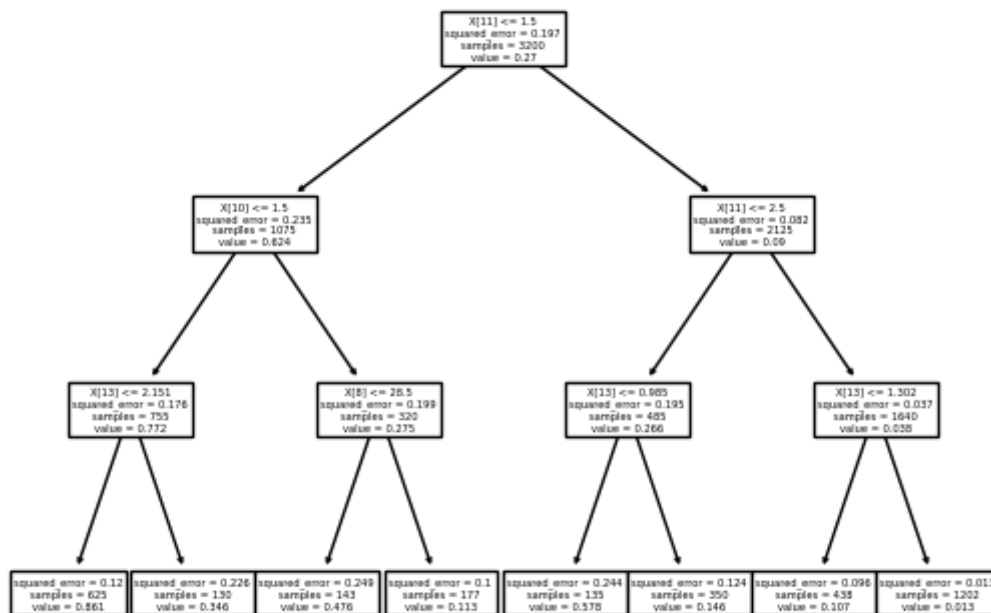 X[11] <= 1.5
squared_error = 0.197
samples = 3200
value = 0.27
X[10] <= 1.5
squared_error = 0.235
samples = 1075
value = 0.624
X[11] <= 2.5
squared_error = 0.082
samples = 2125
value = 0.09
X[13] <= 2.151
squared_error = 0.176
samples = 755
value = 0.772
X[8] <= 28.5
squared_error = 0.199
samples = 320
value = 0.275
X[13] <= 0.985
squared_error = 0.195
samples = 485
value = 0.266
X[13] <= 1.302
squared_error = 0.037
samples = 1640
value = 0.038
squared_error = 0.12
samples = 625
value = 0.861
squared_error = 0.226
samples = 130
value = 0.346
squared_error = 0.249
samples = 143
value = 0.476
squared_error = 0.1
samples = 177
value = 0.113
squared_error = 0.244
samples = 135
value = 0.578
squared_error = 0.124
samples = 350
value = 0.146
squared_error = 0.096
samples = 438
value = 0.107
squared_error =
samples = 1202
value = 0.013